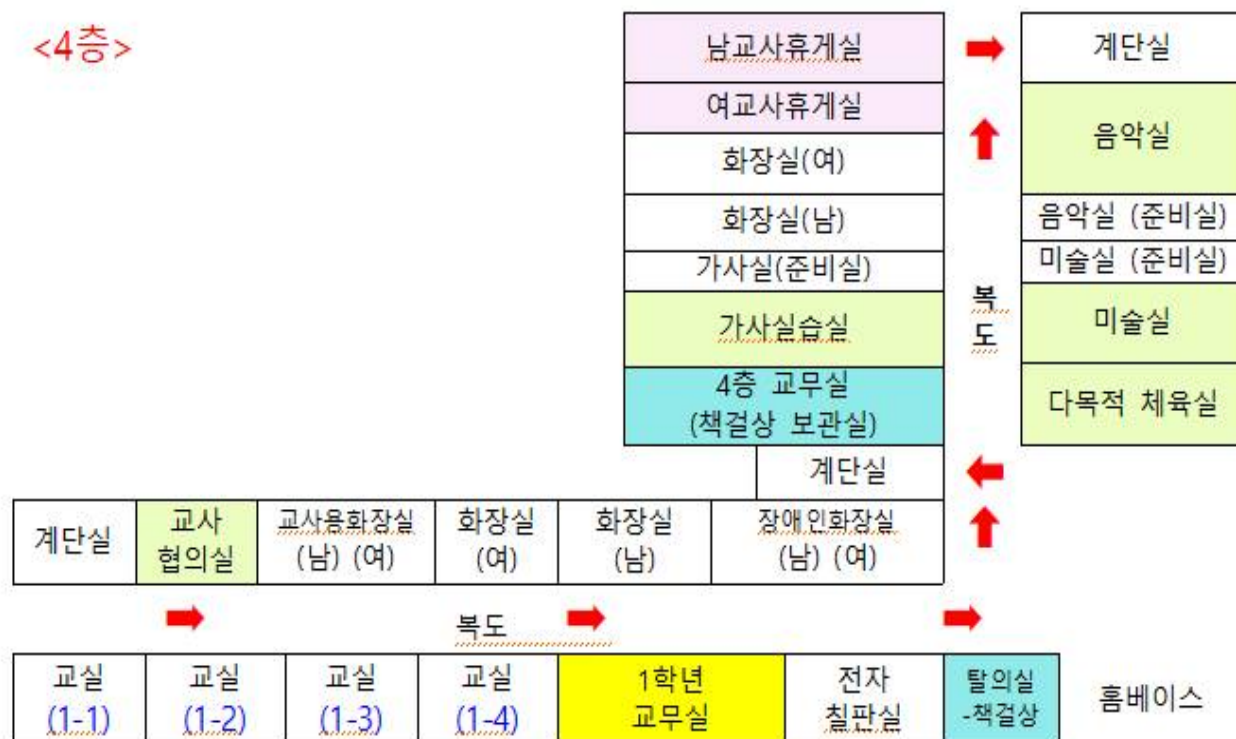 <4층>
남교사휴게실
계단실
여교사휴게실
음악실
화장실(여)
화장실(남)
음악실 (준비실)
가사실(준비실)
미술실 (준비실)
복
도
가사실습실
미술실
4층 교무실
(책걸상 보관실)
다목적 체육실
계단실
계단실
교사
협의실
교사용화장실
(남) (여)
화장실
(여)
화장실
(남)
장애인화장실
(남) (여)
복도
교실
(1-1)
교실
(1-2)
교실
(1-3)
교실
(1-4)
1학년
교무실
전자
칠판실
탈의실
-책걸상
홈베이스